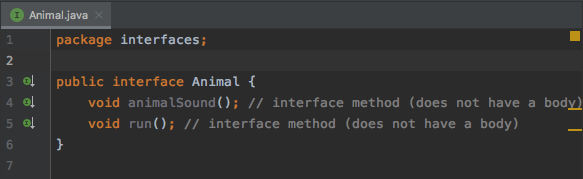 Animal.java
1 package interfaces;
2
3 public interface Animal {
4 void animalSound(); // interface method (does not have a body)
5 void run(); // interface method (does not have a body)
6 }
7